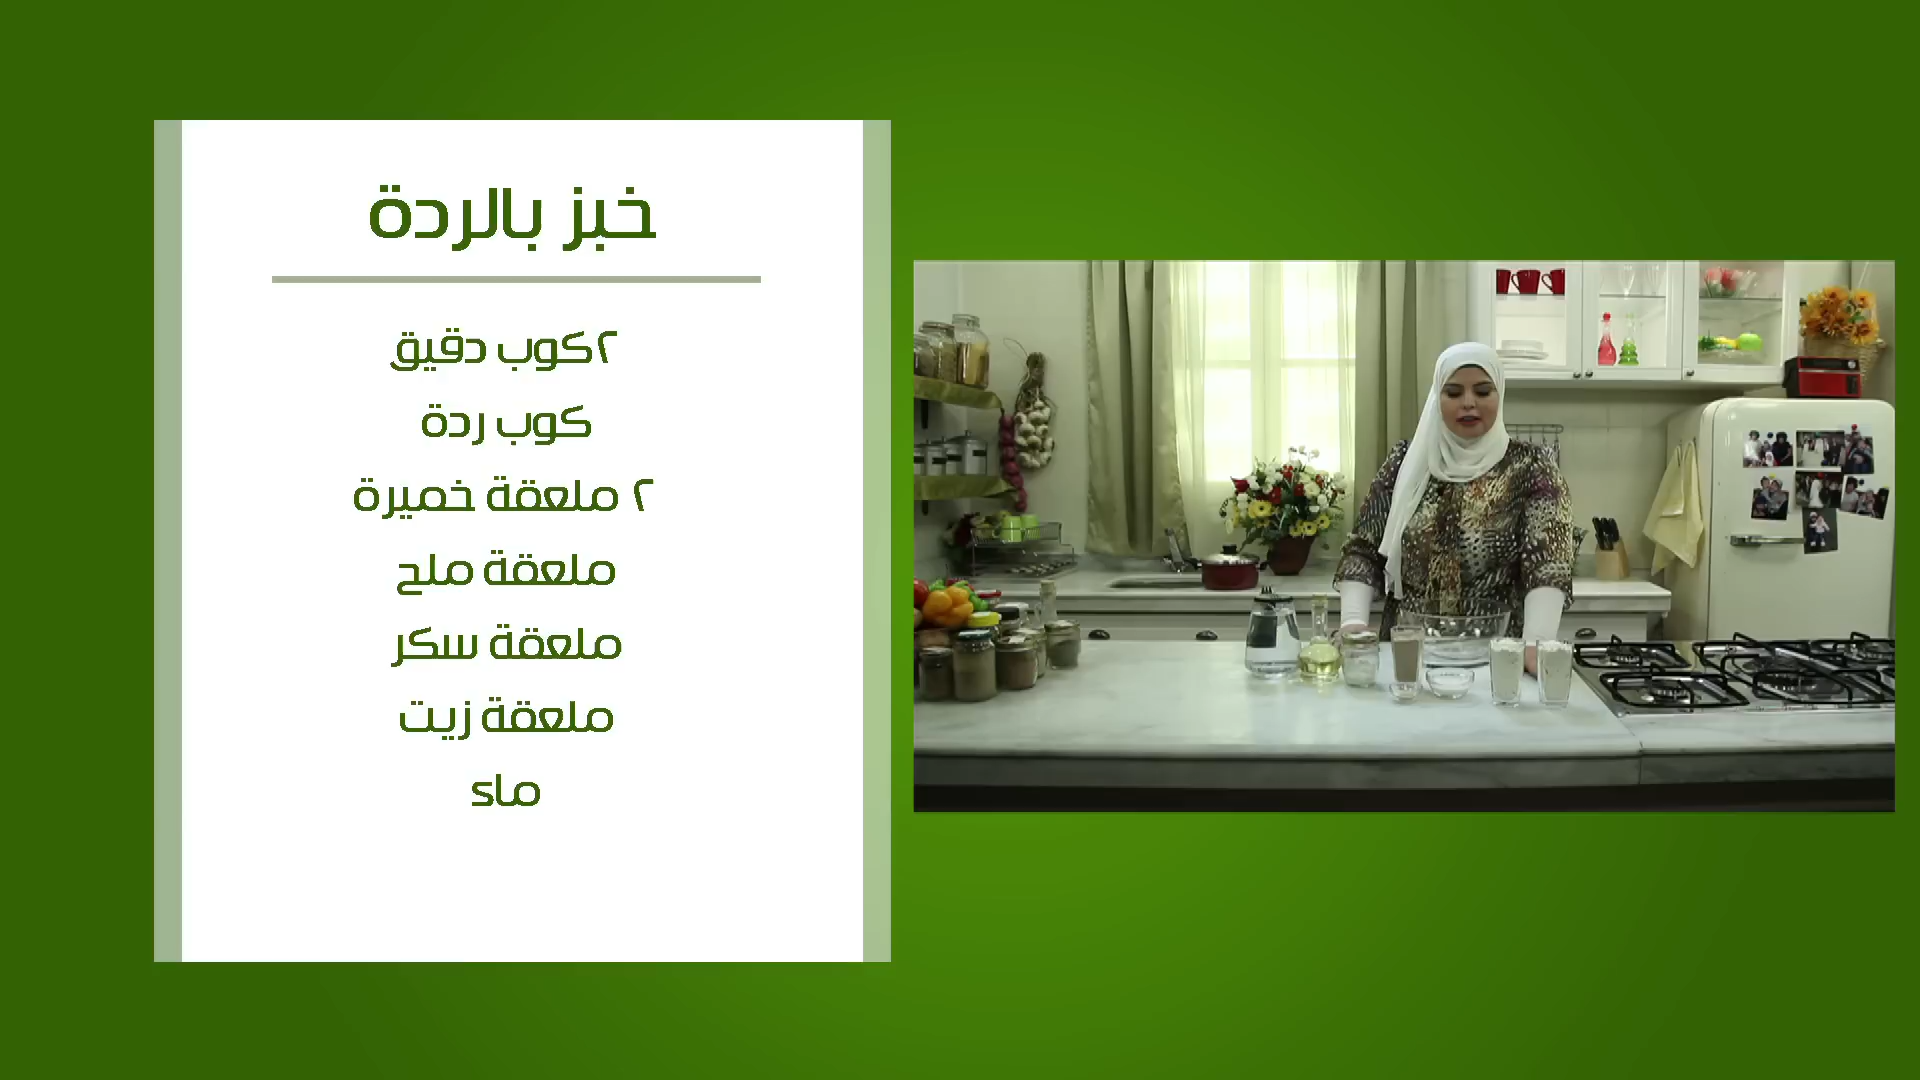 خبز بالردة
٢كوب دقيق
كوب ردة
٢ ملعقة خميرة
ملعقة ملح
ملعقة سكر
ملعقة زيت
ماء